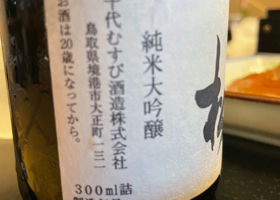 純米大吟醸
千代むすび酒造株式会社
鳥取県境港市大正町一三一
お酒は20歳になってから。
300ml詰